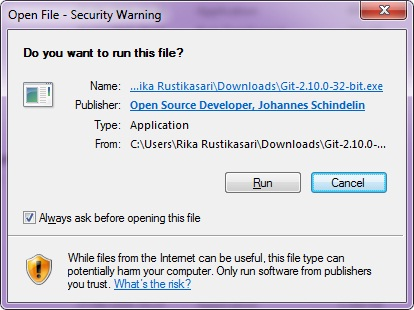 Open File - Security Warning
Do you want to run this file?
Name: ...ika Rustikasari\Downloads\Git-2.10.0-32-bit.exe
Publisher: Open Source Developer, Johannes Schindelin
Type: Application
From: C:\Users\Rika Rustikasari\Downloads\Git-2.10.0-...
Run Cancel
Always ask before opening this file
While files from the Internet can be useful, this file type can
potentially harm your computer. Only run software from publishers
you trust. What's the risk?